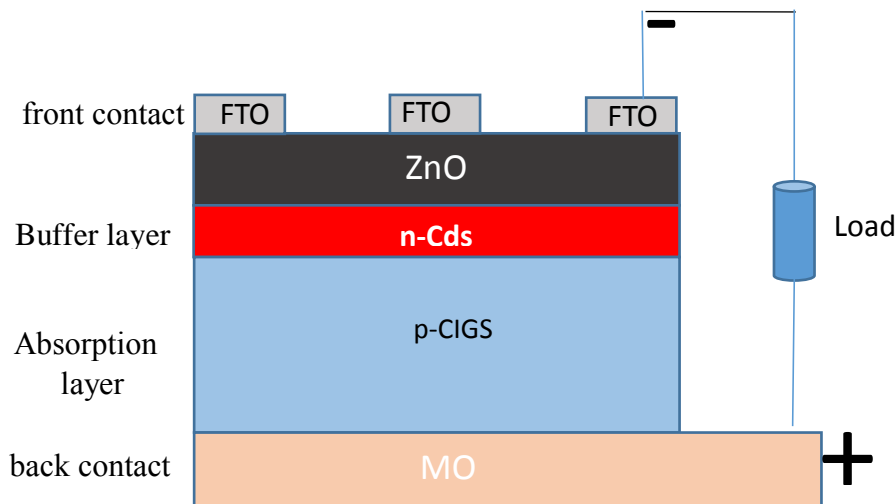 -
front contact
FTO
FTO
FTO
ZnO
Buffer layer
n-Cds
Load
Absorption
layer
p-CIGS
back contact
MO
+